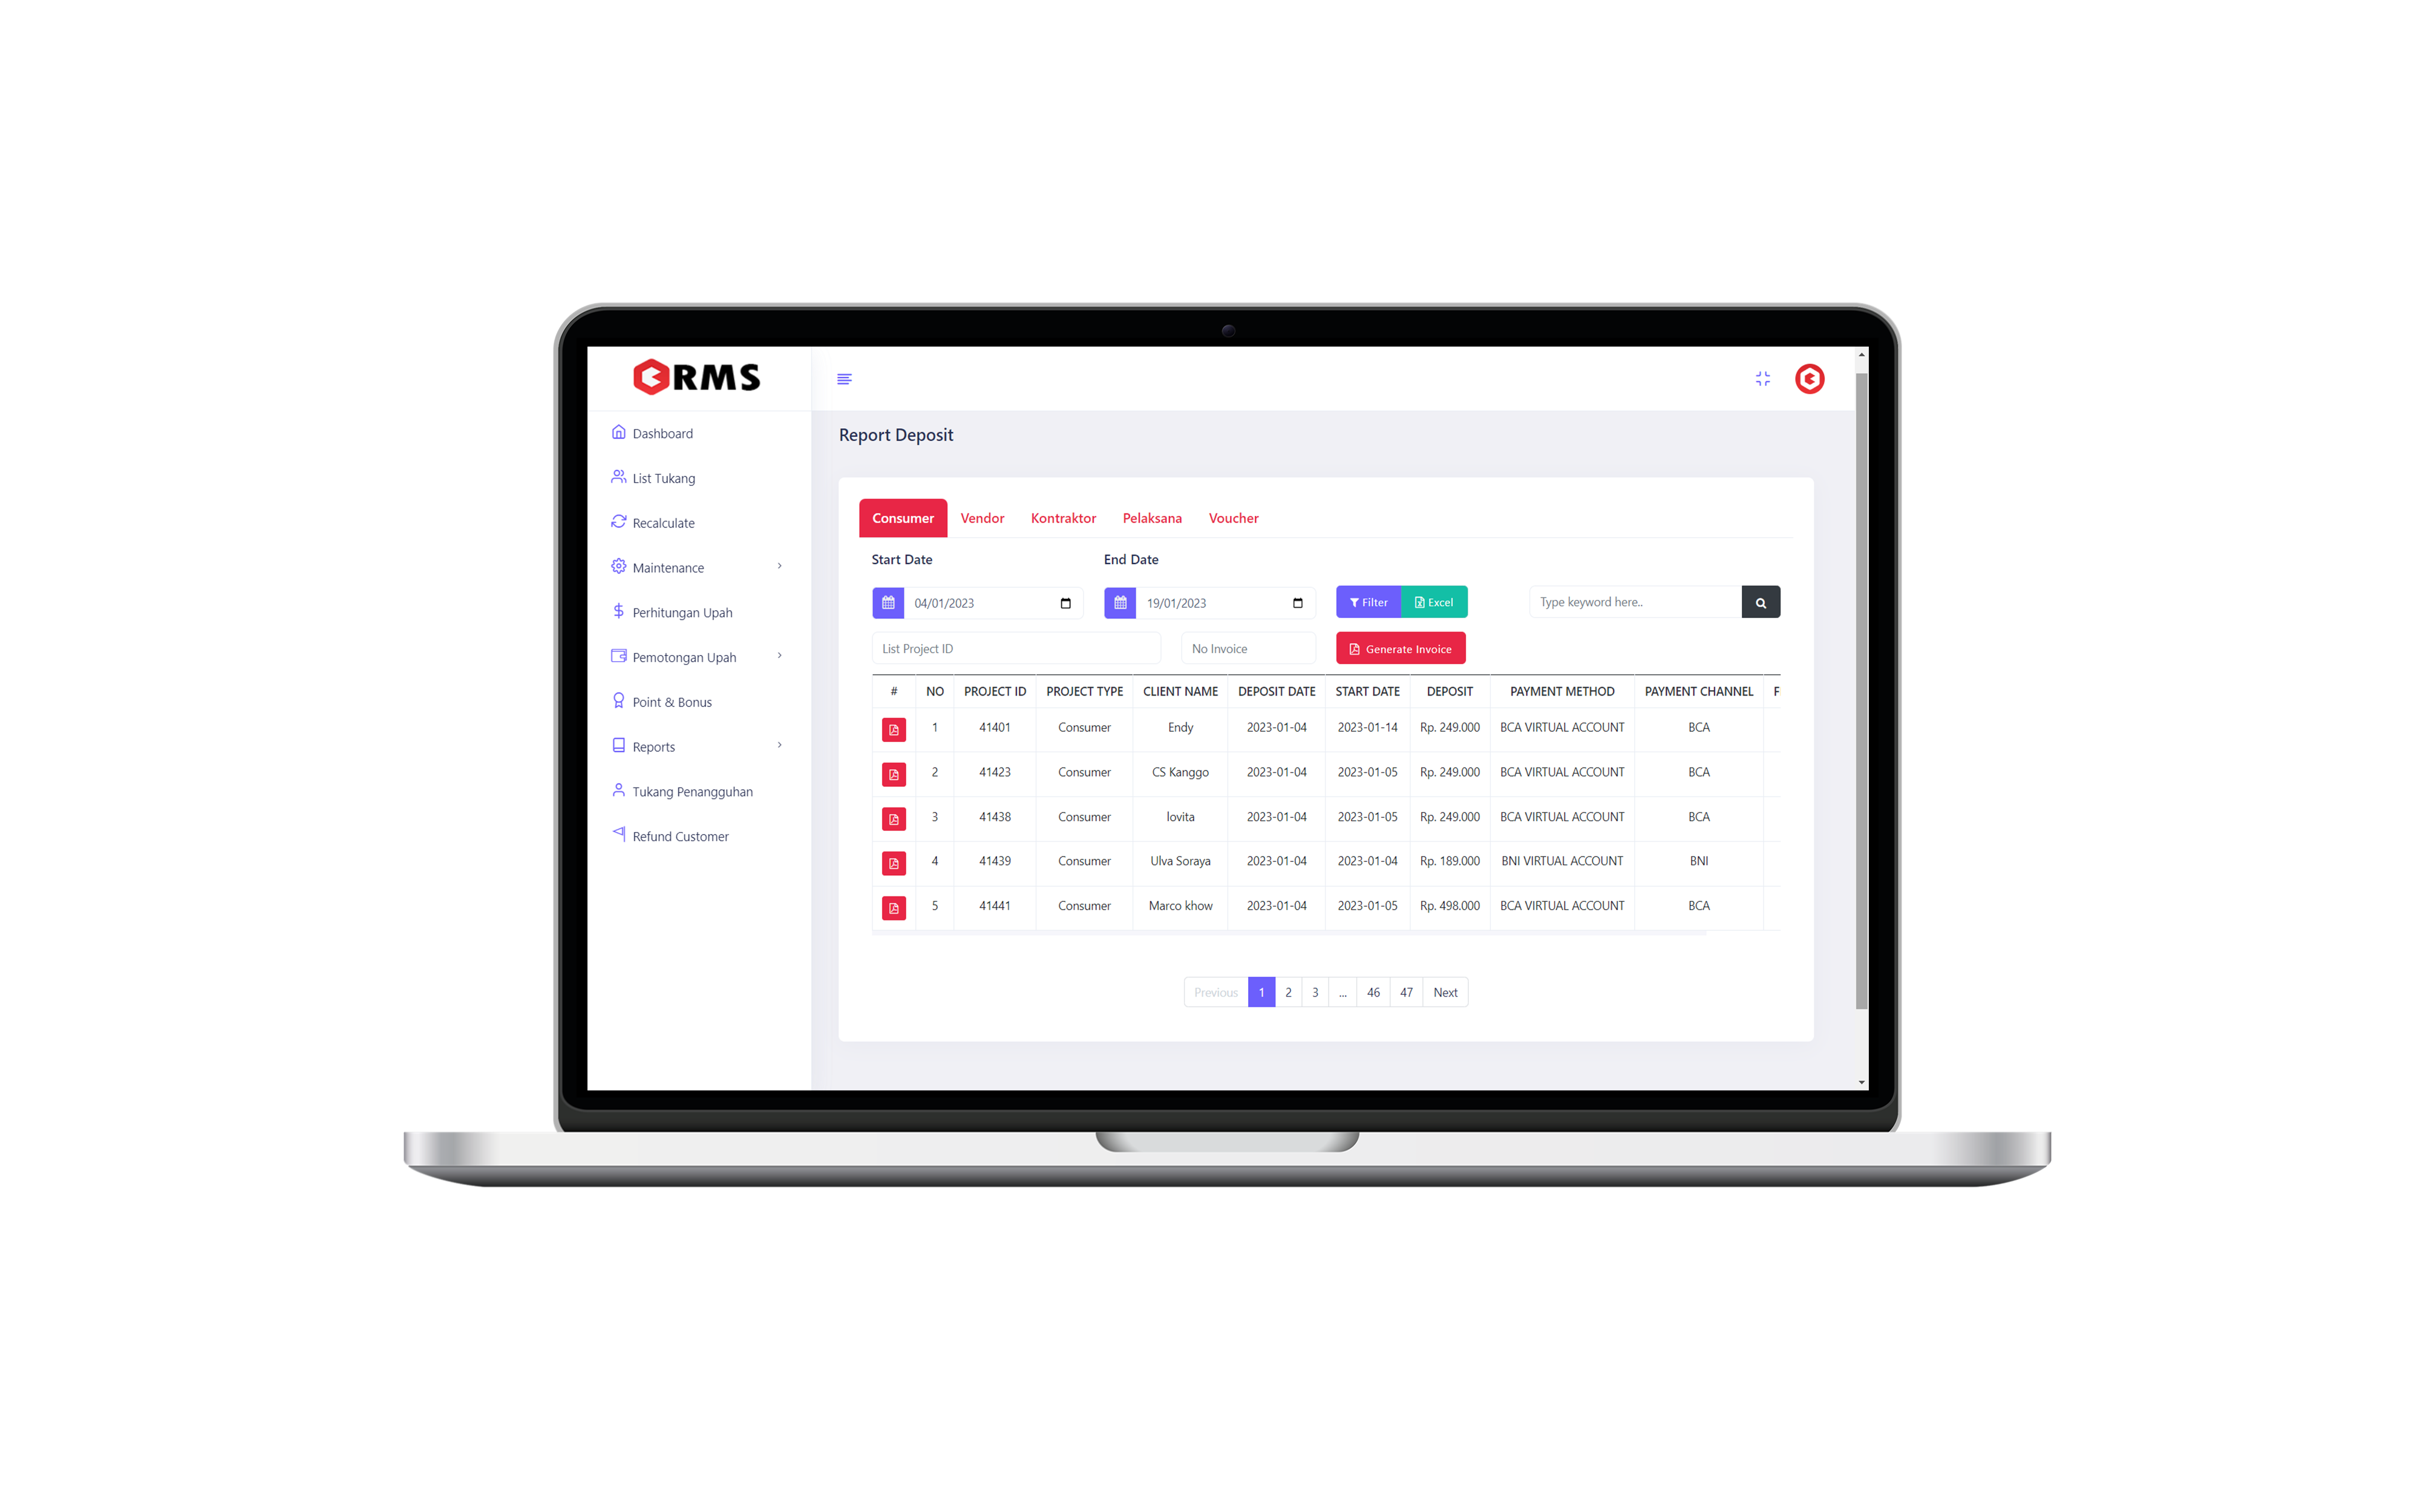 RMS
Dashboard
List Tukang
Recalculate
Maintenance
Perhitungan Upah
Pemotongan Upah
Point & Bonus
Reports
Tukang Penangguhan
Refund Customer
Report Deposit
Consumer Vendor Kontraktor Pelaksana Voucher
Start Date End Date
04/01/2023 19/01/2023 Filter Excel Type keyword here..
List Project ID No Invoice Generate Invoice
# NO PROJECT ID PROJECT TYPE CLIENT NAME DEPOSIT DATE START DATE DEPOSIT PAYMENT METHOD PAYMENT CHANNEL F
1 41401 Consumer Endy 2023-01-04 2023-01-14 Rp. 249.000 BCA VIRTUAL ACCOUNT BCA
2 41423 Consumer CS Kanggo 2023-01-04 2023-01-05 Rp. 249.000 BCA VIRTUAL ACCOUNT BCA
3 41438 Consumer lovita 2023-01-04 2023-01-05 Rp. 249.000 BCA VIRTUAL ACCOUNT BCA
4 41439 Consumer Ulva Soraya 2023-01-04 2023-01-04 Rp. 189.000 BNI VIRTUAL ACCOUNT BNI
5 41441 Consumer Marco khow 2023-01-04 2023-01-05 Rp. 498.000 BCA VIRTUAL ACCOUNT BCA
Previous 1 2 3 ... 46 47 Next